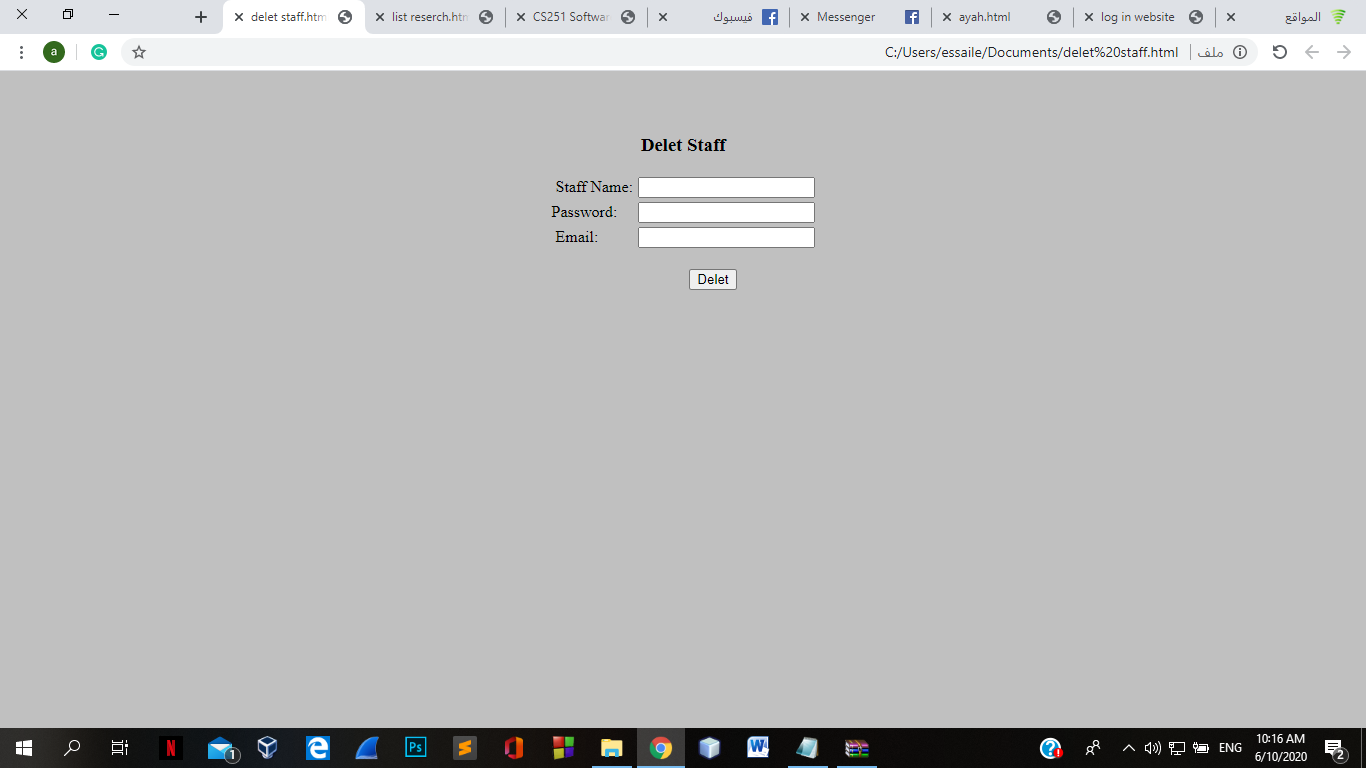 delet staff.htm
list reserch.htm
CS251 Softwar
فيسبوك
Messenger
ayah.html
log in website
المواقع
a
C:/Users/essaile/Documents/delet%20staff.html
ملف
Delet Staff
Staff Name:
Password:
Email:
Delet
N
1
Ps
W
ENG
10:16 AM
6/10/2020
2